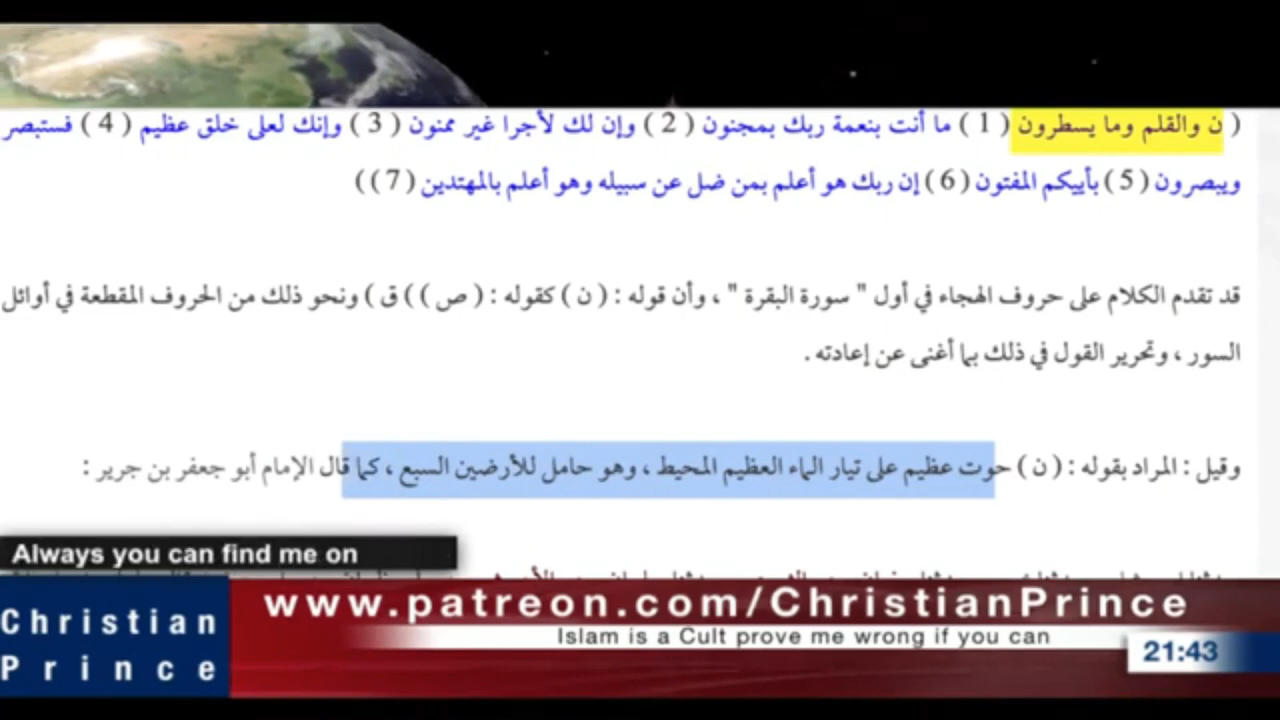 ( ن والقلم وما يسطرون ( 1 ) ما أنت بنعمة ربك بمجنون ( 2 ) وإن لك لأجرا غير ممنون ( 3 ) وإنك لعلى خلق عظيم ( 4 ) فستبصر
ويبصرون ( 5 ) بأييكم المفتون ( 6 ) إن ربك هو أعلم بمن ضل عن سبيله وهو أعلم بالمهتدين ( 7 ) )
قد تقدم الكلام على حروف الهجاء في أول " سورة البقرة " ، وأن قوله : ( ن ) كقوله : ( ص ) ) ق ) ونحو ذلك من الحروف المقطعة في أوائل
السور ، وتحرير القول في ذلك بما أغنى عن إعادته .
وقيل : المراد بقوله : ( ن ) حوت عظيم على تيار الماء العظيم المحيط ، وهو حامل للأرضين السبع ، كما قال الإمام أبو جعفر بن جرير :
Always you can find me on
www.patreon.com/ChristianPrince
Christian
Prince
Islam is a Cult prove me wrong if you can
21:43